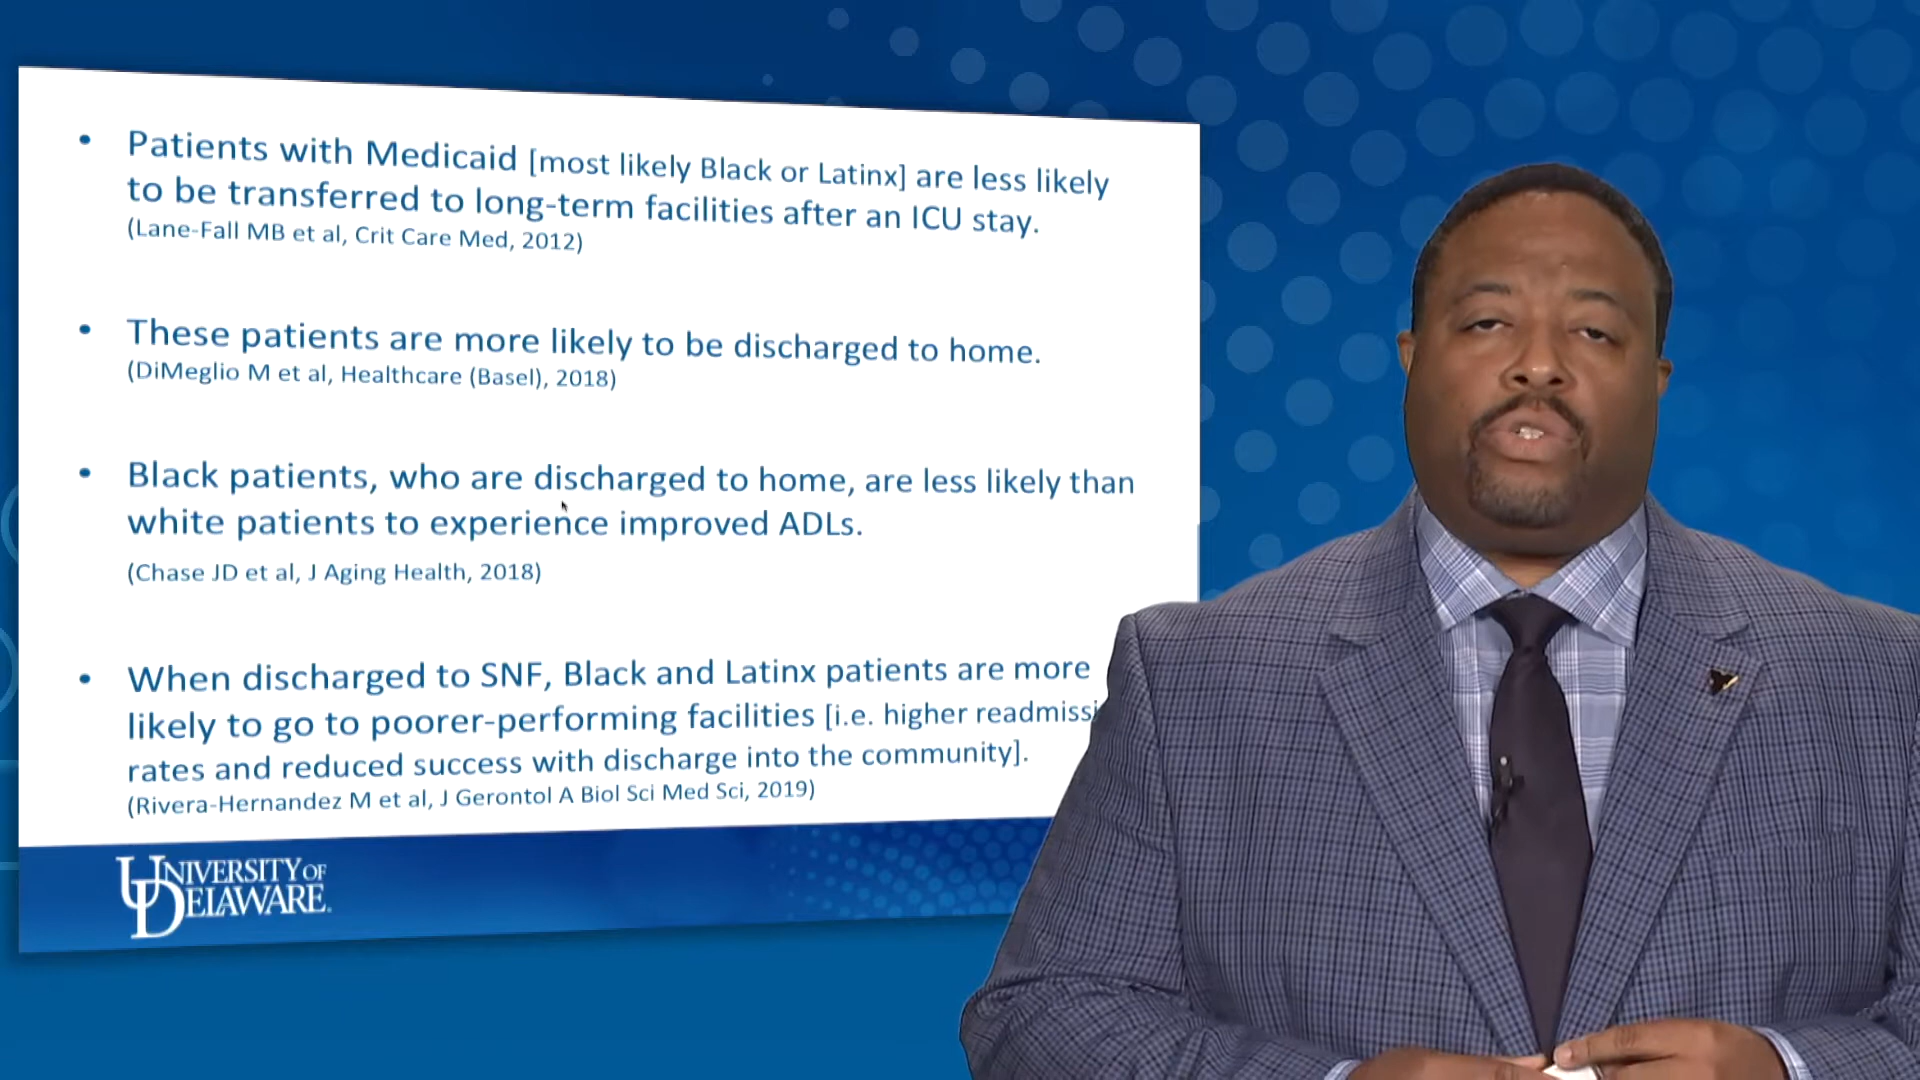 • Patients with Medicaid [most likely Black or Latinx] are less likely
to be transferred to long-term facilities after an ICU stay.
(Lane-Fall MB et al, Crit Care Med, 2012)
• These patients are more likely to be discharged to home.
(DiMeglio M et al, Healthcare (Basel), 2018)
• Black patients, who are discharged to home, are less likely than
white patients to experience improved ADLs.
(Chase JD et al, J Aging Health, 2018)
• When discharged to SNF, Black and Latinx patients are more
likely to go to poorer-performing facilities [i.e. higher readmissi
rates and reduced success with discharge into the community].
(Rivera-Hernandez M et al, J Gerontol A Biol Sci Med Sci, 2019)
UNIVERSITY OF
DELAWARE.